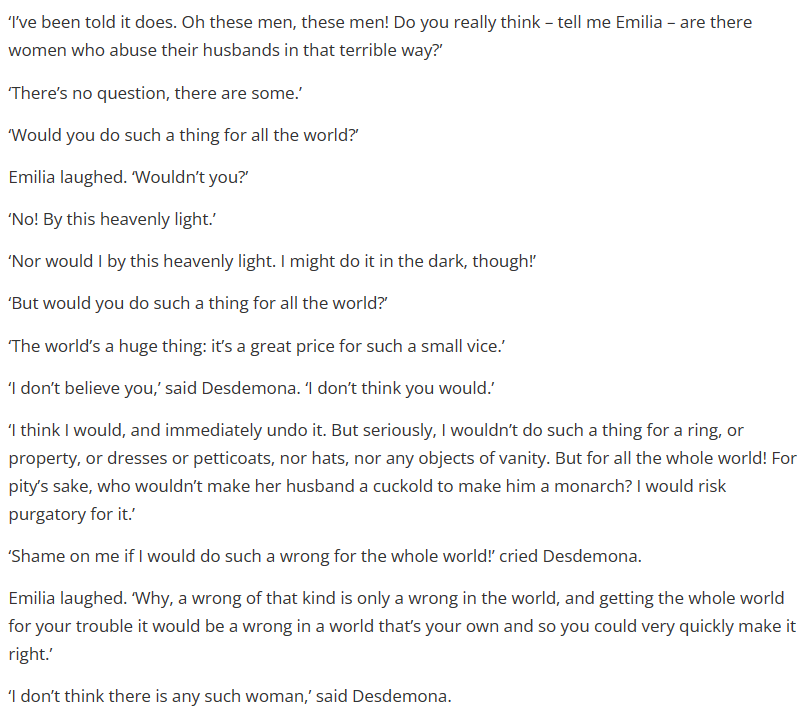 ‘I’ve been told it does. Oh these men, these men! Do you really think – tell me Emilia – are there
women who abuse their husbands in that terrible way?’
‘There’s no question, there are some.’
‘Would you do such a thing for all the world?’
Emilia laughed. ‘Wouldn’t you?’
‘No! By this heavenly light.’
‘Nor would I by this heavenly light. I might do it in the dark, though!’
‘But would you do such a thing for all the world?’
‘The world’s a huge thing: it’s a great price for such a small vice.’
‘I don’t believe you,’ said Desdemona. ‘I don’t think you would.’
‘I think I would, and immediately undo it. But seriously, I wouldn’t do such a thing for a ring, or
property, or dresses or petticoats, nor hats, nor any objects of vanity. But for all the whole world! For
pity’s sake, who wouldn’t make her husband a cuckold to make him a monarch? I would risk
purgatory for it.’
‘Shame on me if I would do such a wrong for the whole world!’ cried Desdemona.
Emilia laughed. ‘Why, a wrong of that kind is only a wrong in the world, and getting the whole world
for your trouble it would be a wrong in a world that’s your own and so you could very quickly make it
right.’
‘I don’t think there is any such woman,’ said Desdemona.